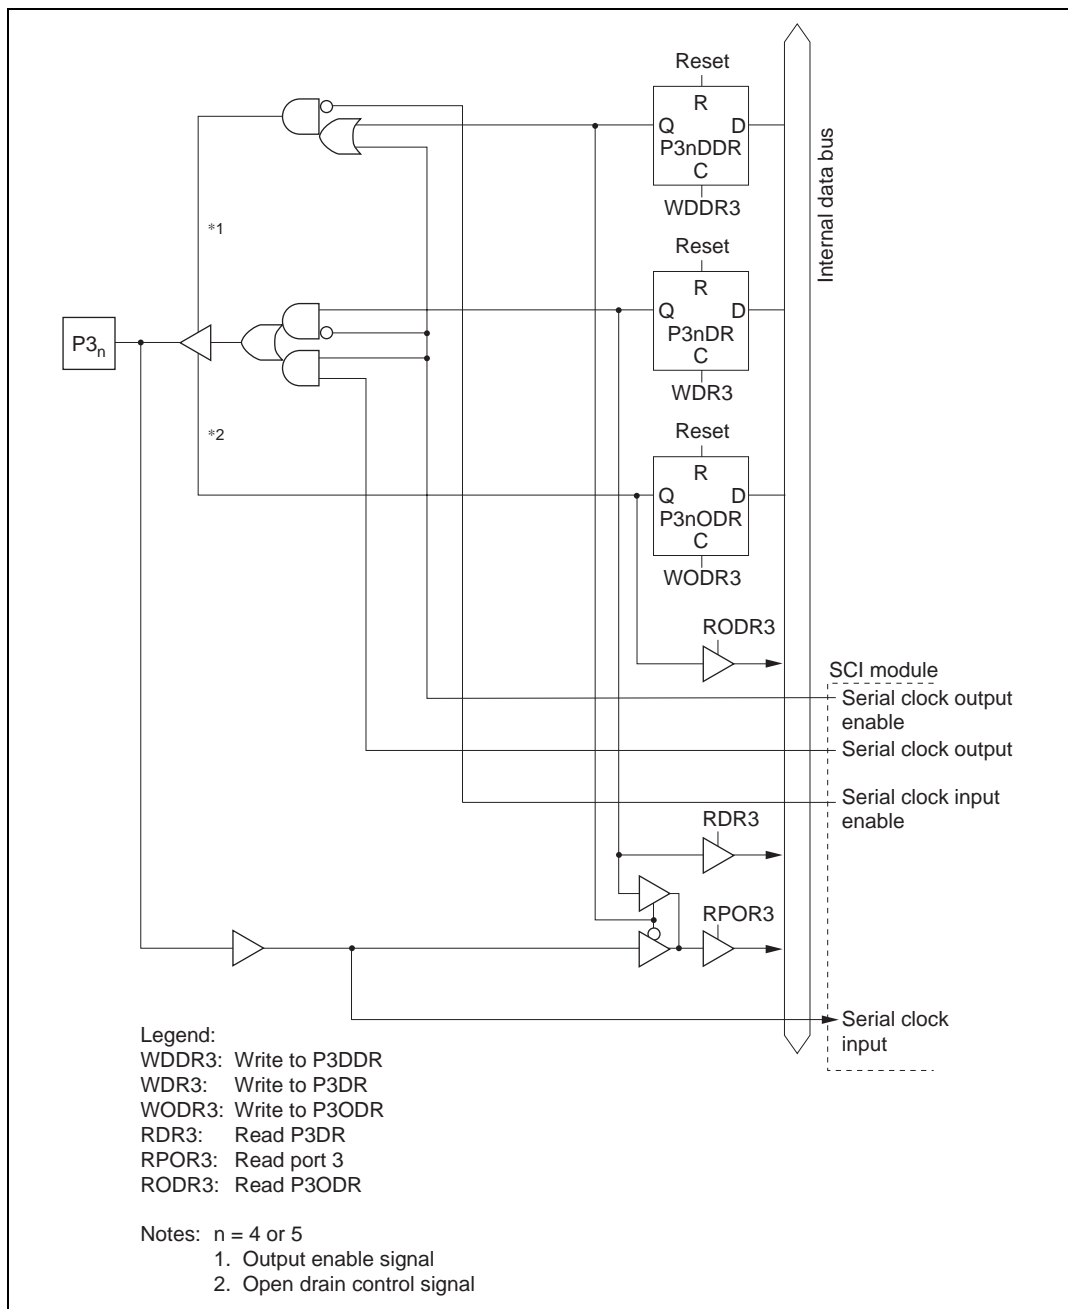 Reset
R
Q D
P3nDDR
C
WDDR3
Internal data bus
*1
Reset
R
Q D
P3nDR
C
WDR3
P3n
*2
Reset
R
Q D
P3nODR
C
WODR3
RODR3
SCI module
Serial clock output
enable
Serial clock output
Serial clock input
enable
RDR3
RPOR3
Serial clock
input
Legend:
WDDR3: Write to P3DDR
WDR3: Write to P3DR
WODR3: Write to P3ODR
RDR3: Read P3DR
RPOR3: Read port 3
RODR3: Read P3ODR
Notes: n = 4 or 5
1. Output enable signal
2. Open drain control signal